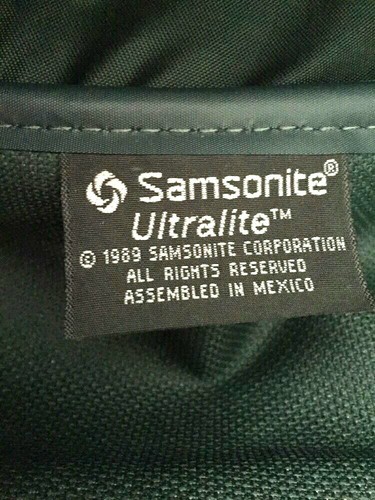 Samsonite®
Ultralite™
© 1989 SAMSONITE CORPORATION
ALL RIGHTS RESERVED
ASSEMBLED IN MEXICO